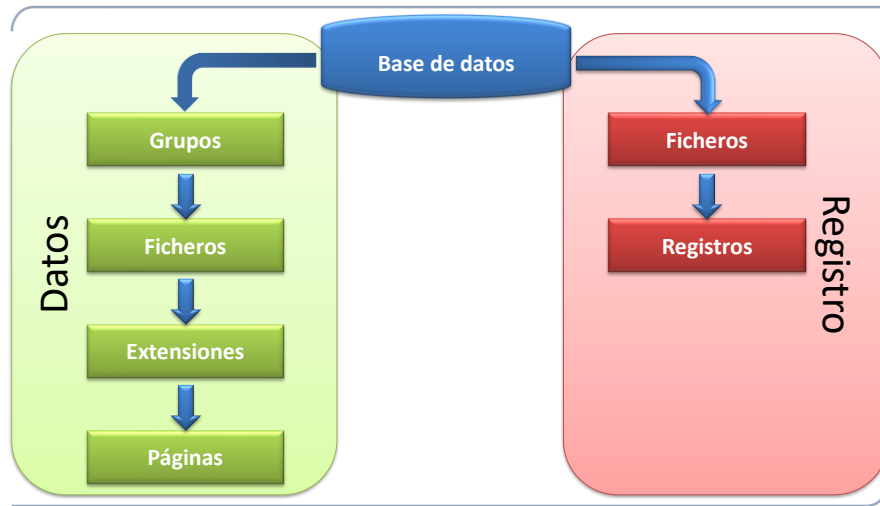 Base de datos
Datos
Grupos
Ficheros
Extensiones
Páginas
Registro
Ficheros
Registros